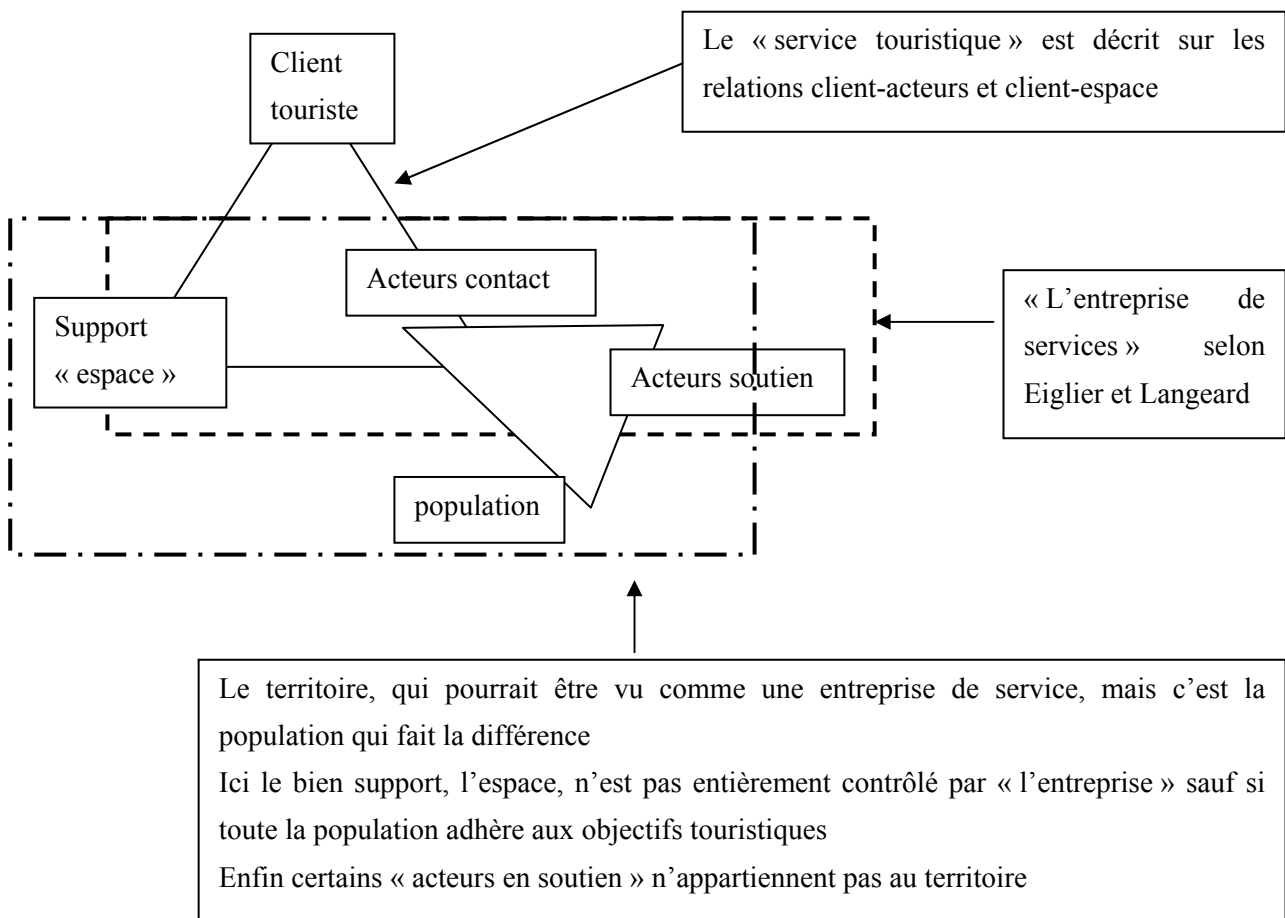 Client
touriste
Le « service touristique » est décrit sur les
relations client-acteurs et client-espace
Acteurs contact
Support
« espace »
Acteurs soutien
« L’entreprise de
services » selon
Eiglier et Langeard
population
Le territoire, qui pourrait être vu comme une entreprise de service, mais c’est la
population qui fait la différence
Ici le bien support, l’espace, n’est pas entièrement contrôlé par « l’entreprise » sauf si
toute la population adhère aux objectifs touristiques
Enfin certains « acteurs en soutien » n’appartiennent pas au territoire